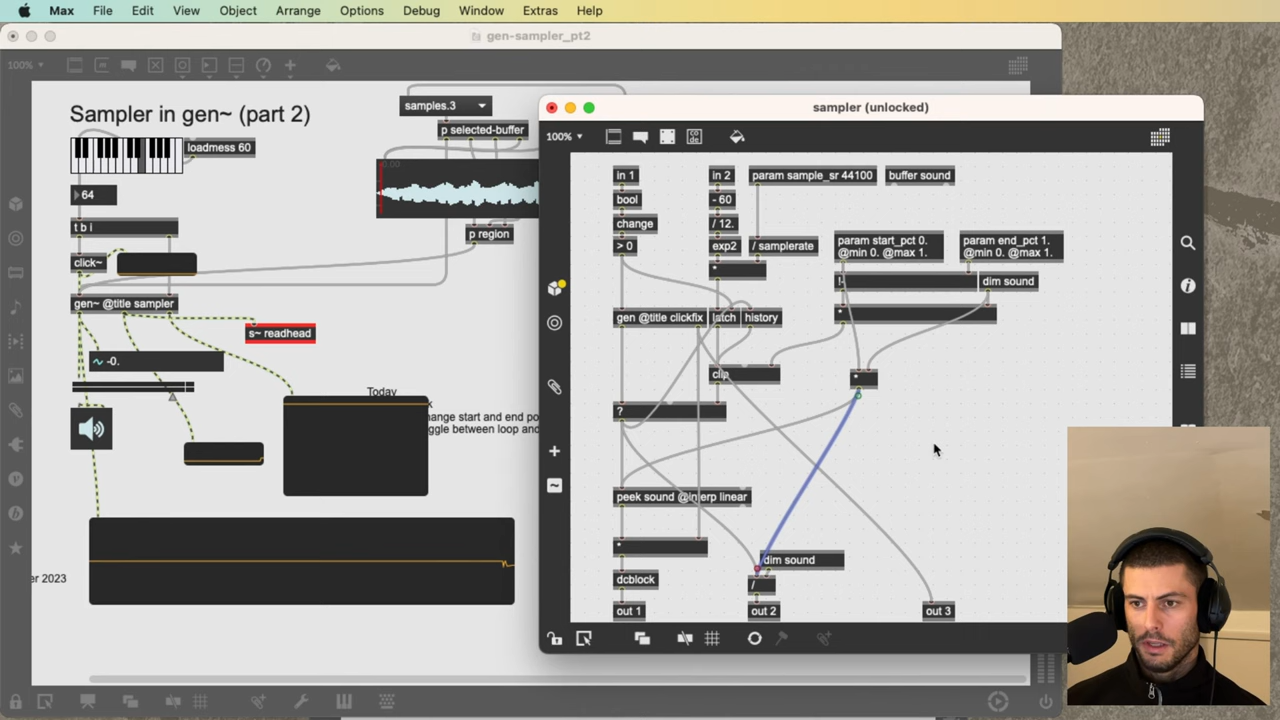 Max File Edit View Object Arrange Options Debug Window Extras Help
gen-sampler_pt2
100%
Sampler in gen~ (part 2)
samples.3
p selected-buffer
loadmess 60
0.00
64
t b i
p region
click~
gen~ @title sampler
s~ readhead
~ -0.
Today
x
hange start and end po
ggle between loop and
er 2023
sampler (unlocked)
100%
in 1
in 2
param sample_sr 44100
buffer sound
bool
- 60
change
/ 12.
> 0
exp2
/ samplerate
param start_pct 0.
@min 0. @max 1.
param end_pct 1.
@min 0. @max 1.
*
!-
dim sound
gen @title clickfix
latch
history
*
clip
*
?
peek sound @interp linear
*
dim sound
dcblock
/
out 1
out 2
out 3